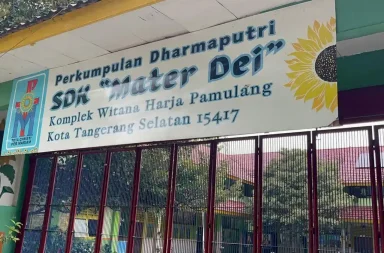 Perkumpulan Dharmaputri
SDK "Mater Dei"
Komplek Witana Harja Pamulang
Kota Tangerang Selatan 15417